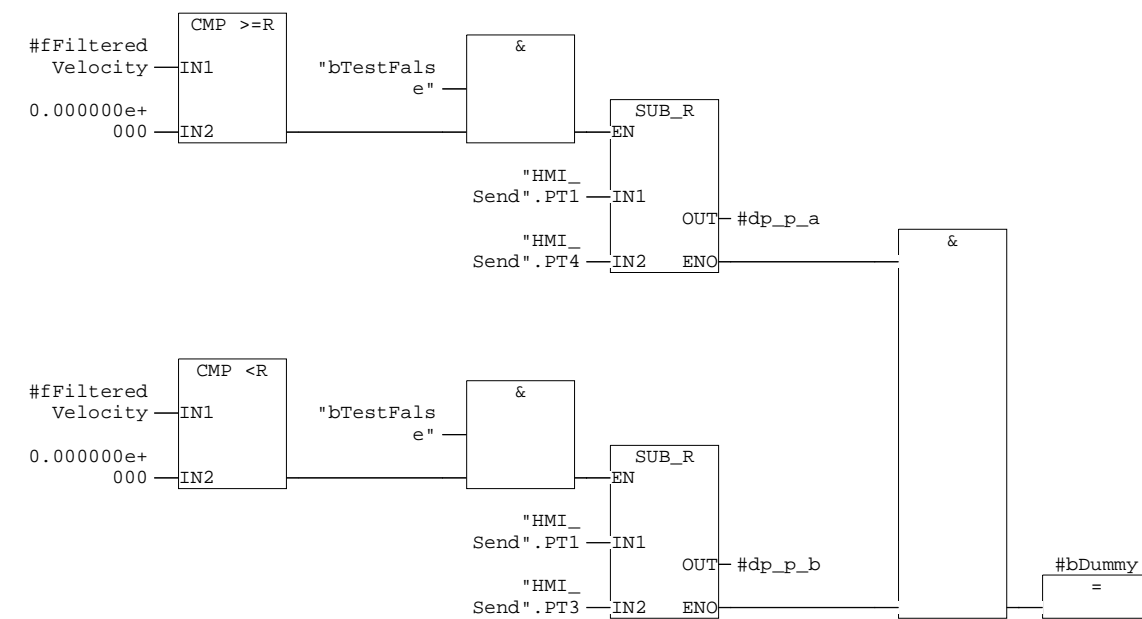 CMP >=R
#fFiltered
Velocity
IN1
0.000000e+
000
IN2
"bTestFals
e"
&
SUB_R
EN
"HMI_
Send".PT1
IN1
OUT
#dp_p_a
"HMI_
Send".PT4
IN2
ENO
&
CMP <R
#fFiltered
Velocity
IN1
0.000000e+
000
IN2
"bTestFals
e"
&
SUB_R
EN
"HMI_
Send".PT1
IN1
OUT
#dp_p_b
"HMI_
Send".PT3
IN2
ENO
#bDummy
=